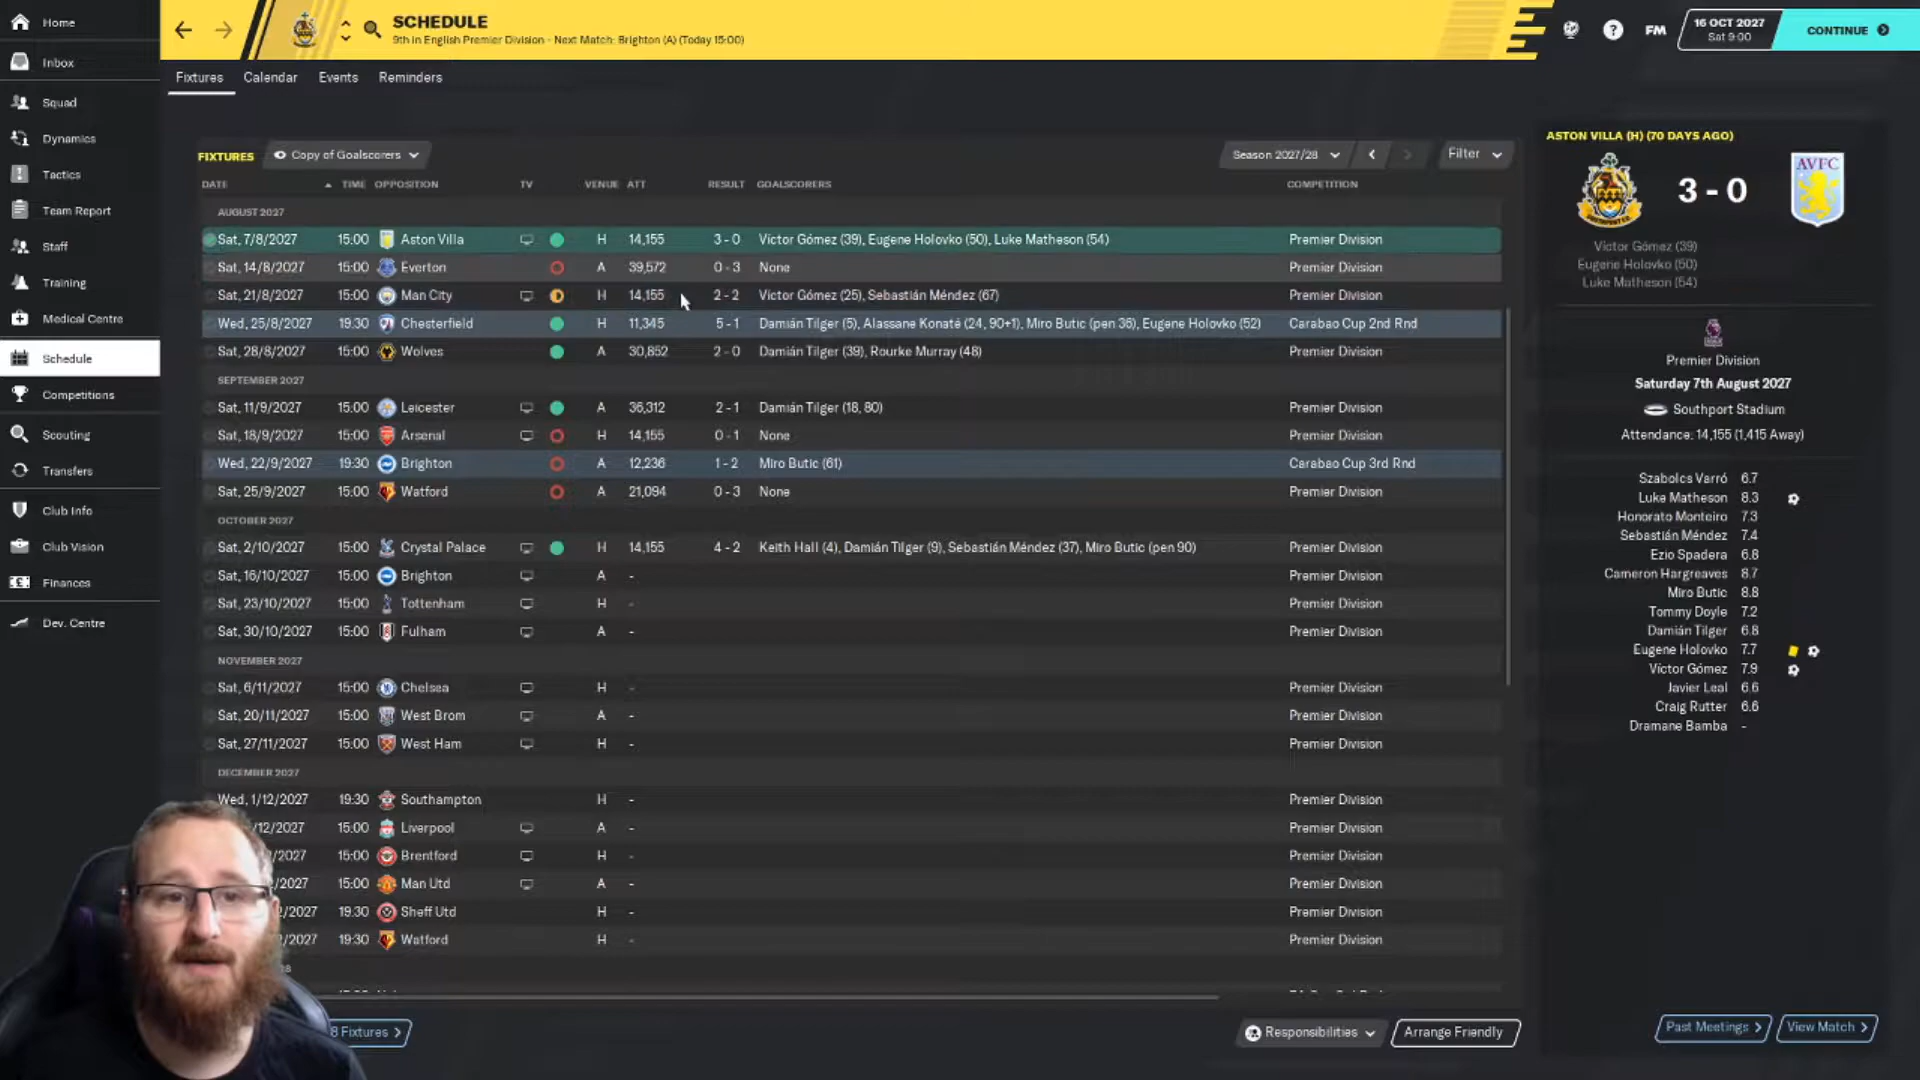 Home
Inbox
Squad
Dynamics
Tactics
Team Report
Staff
Training
Medical Centre
Schedule
Competitions
Scouting
Transfers
Club Info
Club Vision
Finances
Dev. Centre
SCHEDULE
9th in English Premier Division - Next Match: Brighton (A) (Today 15:00)
FM
16 OCT 2027
Sat 9:00
CONTINUE
Fixtures Calendar Events Reminders
FIXTURES Copy of Goalscorers
Season 2027/28 Filter
DATE TIME OPPOSITION TV VENUE ATT RESULT GOALSCORERS COMPETITION
AUGUST 2027
Sat, 7/8/2027 15:00 Aston Villa H 14,155 3 - 0 Víctor Gómez (39), Eugene Holovko (50), Luke Matheson (54) Premier Division
Sat, 14/8/2027 15:00 Everton A 39,572 0 - 3 None Premier Division
Sat, 21/8/2027 15:00 Man City H 14,155 2 - 2 Víctor Gómez (25), Sebastián Méndez (67) Premier Division
Wed, 25/8/2027 19:30 Chesterfield H 11,345 5 - 1 Damián Tilger (5), Alassane Konaté (24, 90+1), Miro Butic (pen 36), Eugene Holovko (52) Carabao Cup 2nd Rnd
Sat, 28/8/2027 15:00 Wolves A 30,852 2 - 0 Damián Tilger (39), Rourke Murray (48) Premier Division
SEPTEMBER 2027
Sat, 11/9/2027 15:00 Leicester A 36,312 2 - 1 Damián Tilger (18, 80) Premier Division
Sat, 18/9/2027 15:00 Arsenal H 14,155 0 - 1 None Premier Division
Wed, 22/9/2027 19:30 Brighton A 12,236 1 - 2 Miro Butic (61) Carabao Cup 3rd Rnd
Sat, 25/9/2027 15:00 Watford A 21,094 0 - 3 None Premier Division
OCTOBER 2027
Sat, 2/10/2027 15:00 Crystal Palace H 14,155 4 - 2 Keith Hall (4), Damián Tilger (9), Sebastián Méndez (37), Miro Butic (pen 90) Premier Division
Sat, 16/10/2027 15:00 Brighton A - Premier Division
Sat, 23/10/2027 15:00 Tottenham H - Premier Division
Sat, 30/10/2027 15:00 Fulham A - Premier Division
NOVEMBER 2027
Sat, 6/11/2027 15:00 Chelsea H - Premier Division
Sat, 20/11/2027 15:00 West Brom A - Premier Division
Sat, 27/11/2027 15:00 West Ham H - Premier Division
DECEMBER 2027
Wed, 1/12/2027 19:30 Southampton H - Premier Division
/12/2027 15:00 Liverpool A - Premier Division
/2027 15:00 Brentford H - Premier Division
/2027 15:00 Man Utd A - Premier Division
2/2027 19:30 Sheff Utd H - Premier Division
/2027 19:30 Watford H - Premier Division
8 Fixtures >
Responsibilities
Arrange Friendly
ASTON VILLA (H) (70 DAYS AGO)
3 - 0
AVFC
Víctor Gómez (39)
Eugene Holovko (50)
Luke Matheson (54)
Premier Division
Saturday 7th August 2027
Southport Stadium
Attendance: 14,155 (1,415 Away)
Szabolcs Varró 6.7
Luke Matheson 8.3
Honorato Monteiro 7.3
Sebastián Méndez 7.4
Ezio Spadera 6.8
Cameron Hargreaves 8.7
Miro Butic 8.8
Tommy Doyle 7.2
Damián Tilger 6.8
Eugene Holovko 7.7
Víctor Gómez 7.9
Javier Leal 6.6
Craig Rutter 6.6
Dramane Bamba -
Past Meetings > View Match >